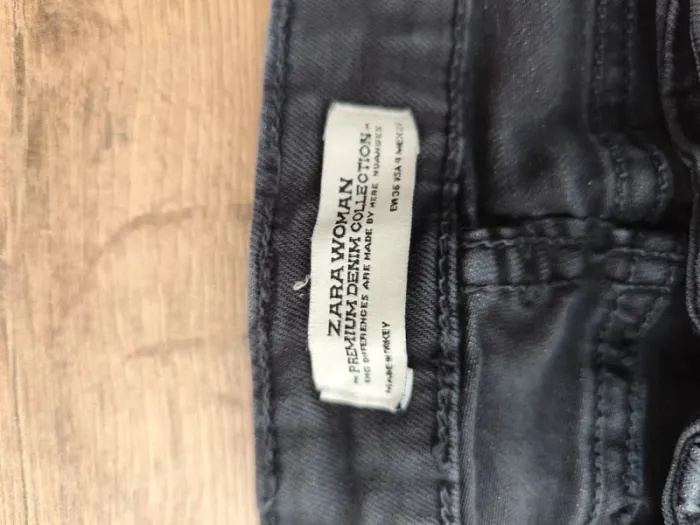 ZARA WOMAN
- PREMIUM DENIM COLLECTION -
BIG DIFFERENCES ARE MADE BY MERE NUANCES
MADE IN TURKEY
EUR 36 USA 4 MEX